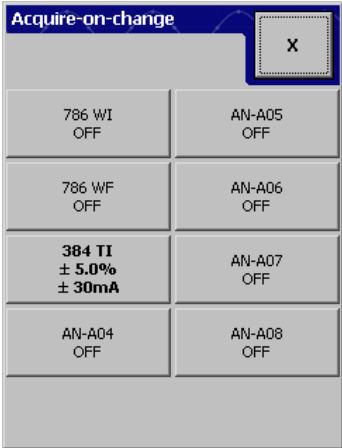 Acquire-on-change
X
786 WI
OFF
AN-A05
OFF
786 WF
OFF
AN-A06
OFF
384 TI
± 5.0%
± 30mA
AN-A07
OFF
AN-A04
OFF
AN-A08
OFF